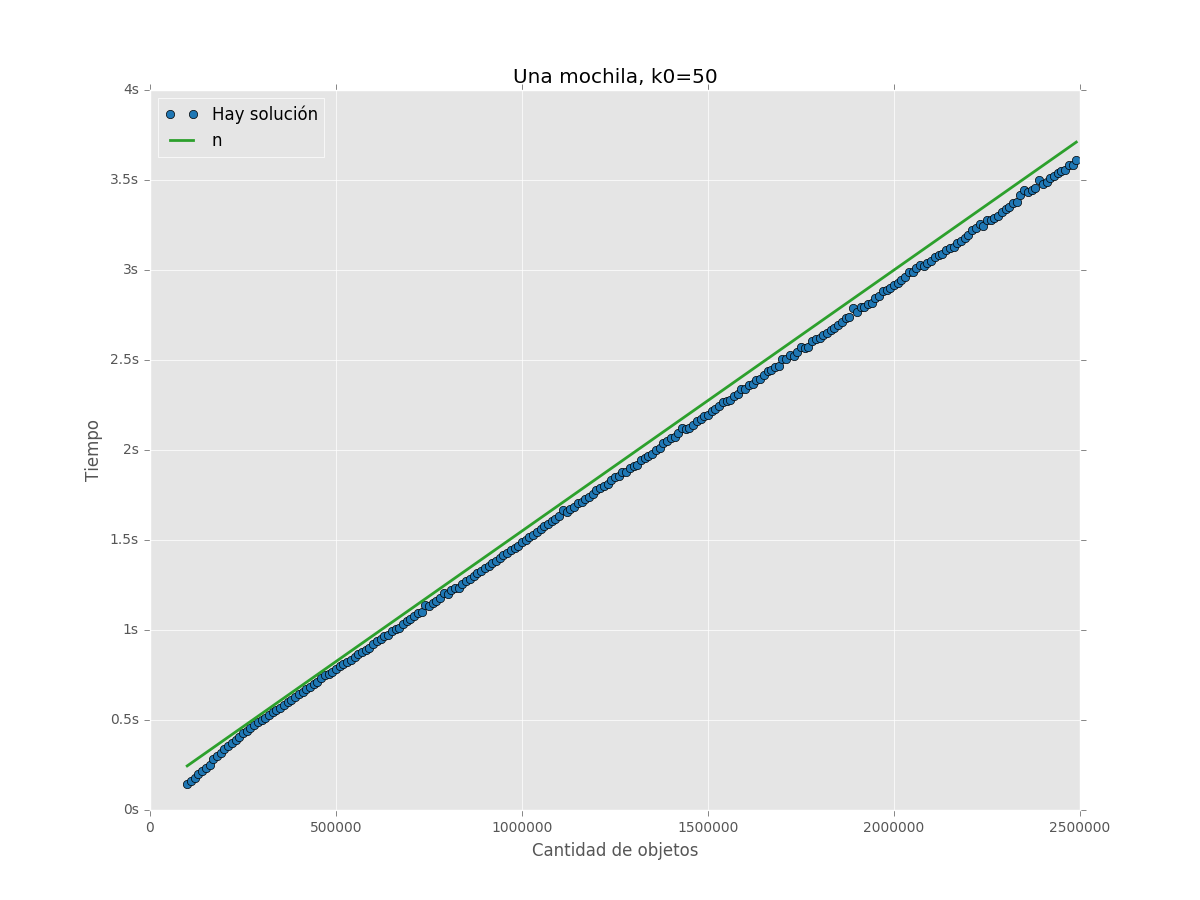 Una mochila, k0=50
4s
Hay solución
n
3.5s
3s
2.5s
2s
Tiempo
1.5s
1s
0.5s
0s
0 500000 1000000 1500000 2000000 2500000
Cantidad de objetos